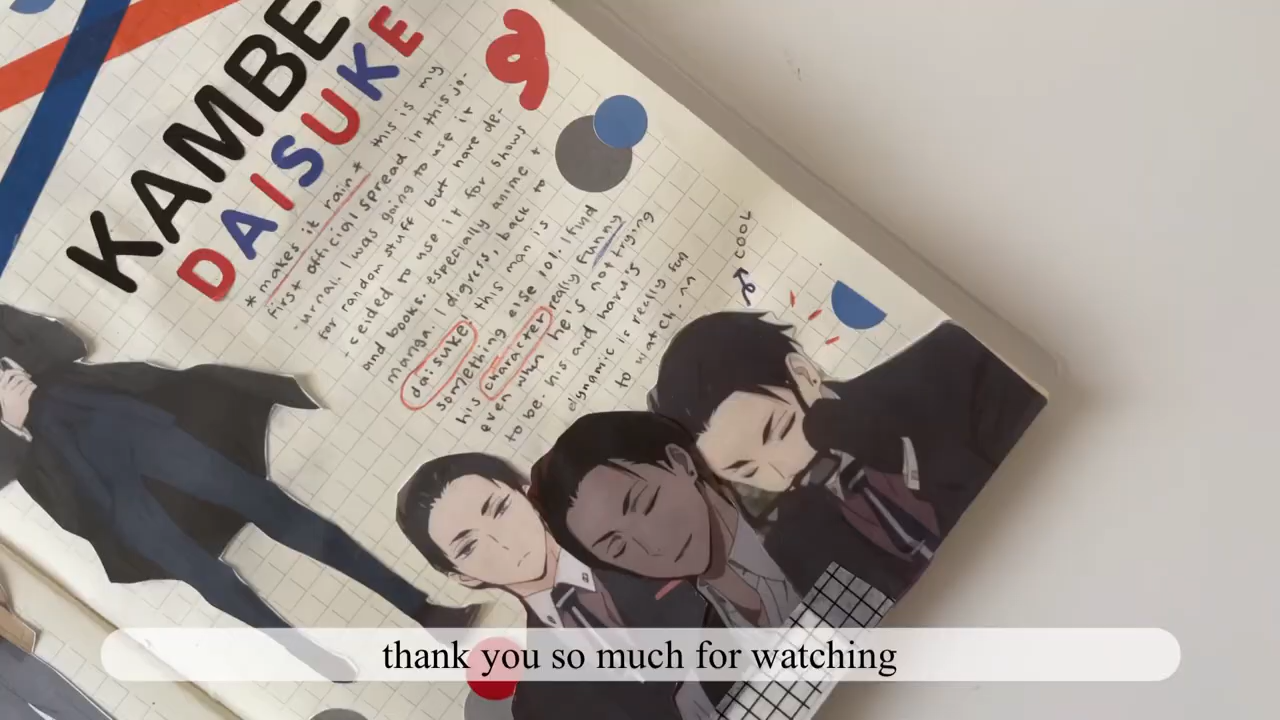 KAMBE
DAISUKE
*makes it rain* this is my
first official spread in this jo-
-urnal. I was going to use it
for random stuff but have de-
-ceided to use it for shows
and books. especially anime +
manga. I digress, back to
daisuke! this man is
something else lol. I find
his character really funny
even when he's not trying
to be. his and haru's
dynamic is really fun
to watch. ^^
COOL
thank you so much for watching